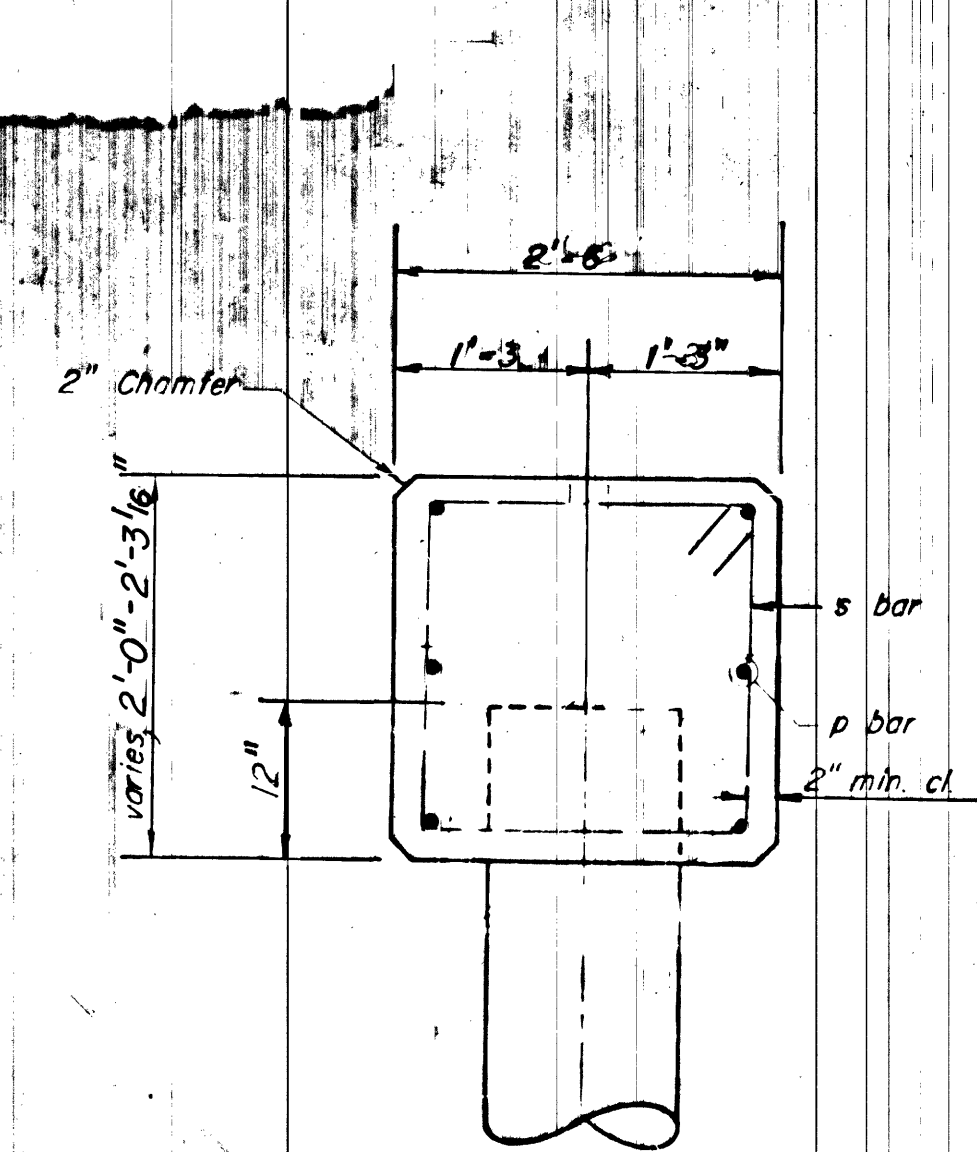 2'-6"
1'-3"
1'-3"
2" Chamfer
varies, 2'-0" - 2'-3 1/16"
s bar
12"
p bar
2" min. cl.